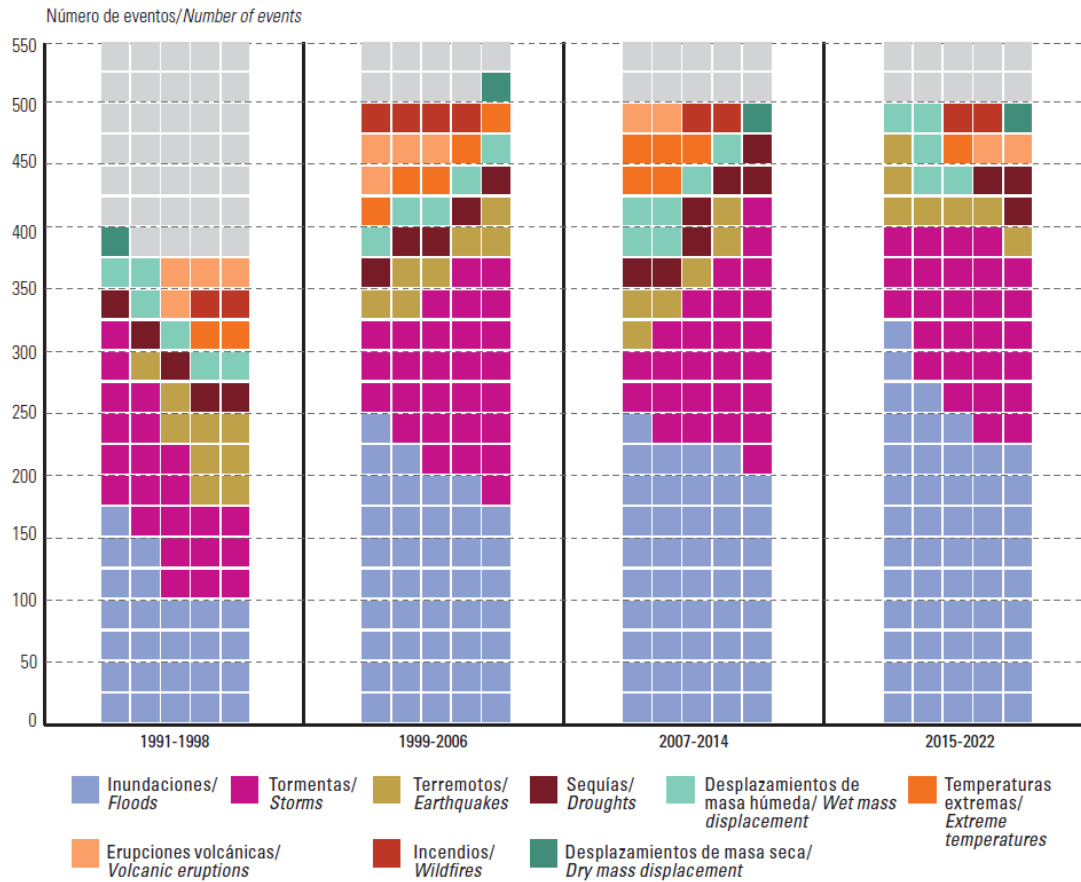 Número de eventos/Number of events
550
500
450
400
350
300
250
200
150
100
50
0
1991-1998
1999-2006
2007-2014
2015-2022
Inundaciones/
Floods
Tormentas/
Storms
Terremotos/
Earthquakes
Sequías/
Droughts
Desplazamientos de
masa húmeda/ Wet mass
displacement
Temperaturas
extremas/
Extreme
temperatures
Erupciones volcánicas/
Volcanic eruptions
Incendios/
Wildfires
Desplazamientos de masa seca/
Dry mass displacement